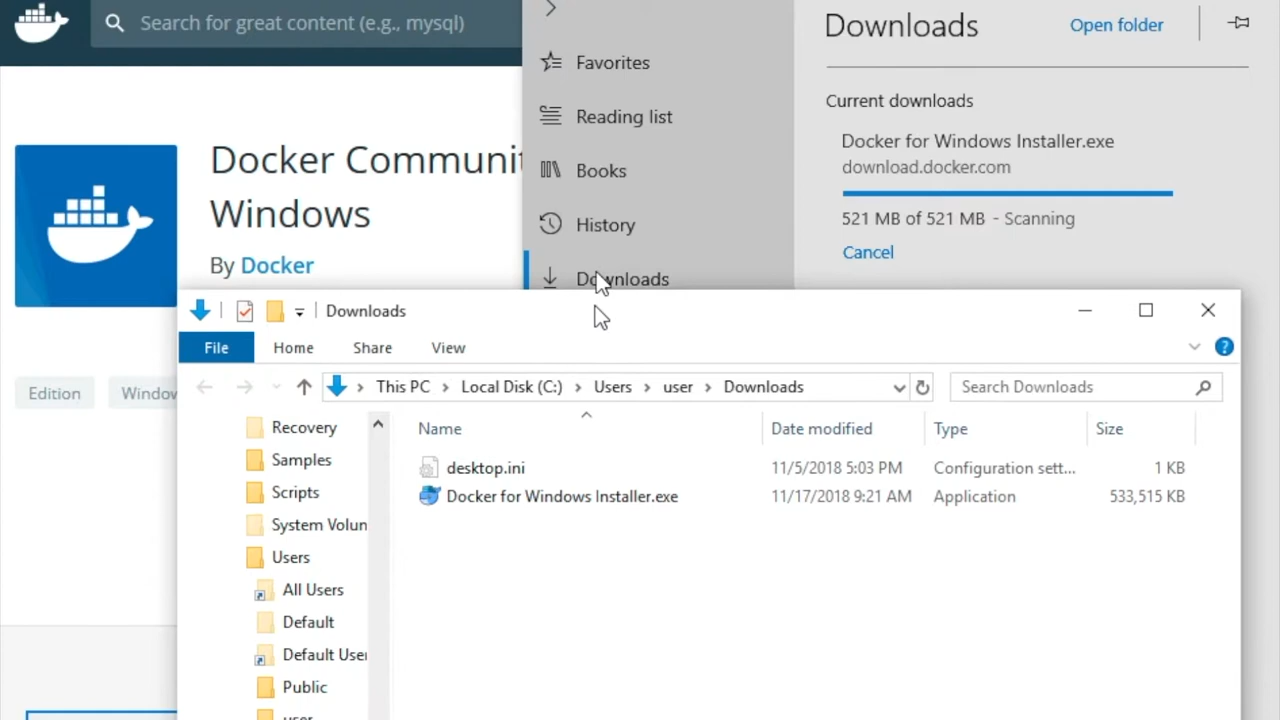 Search for great content (e.g., mysql)
Docker Communit
Windows
By Docker
Edition
Window
Favorites
Reading list
Books
History
Downloads
Downloads
Open folder
Current downloads
Docker for Windows Installer.exe
download.docker.com
521 MB of 521 MB - Scanning
Cancel
Downloads
File
Home
Share
View
This PC
Local Disk (C:)
Users
user
Downloads
Search Downloads
Recovery
Samples
Scripts
System Volun
Users
All Users
Default
Default User
Public
user
Name
Date modified
Type
Size
desktop.ini
11/5/2018 5:03 PM
Configuration sett...
1 KB
Docker for Windows Installer.exe
11/17/2018 9:21 AM
Application
533,515 KB